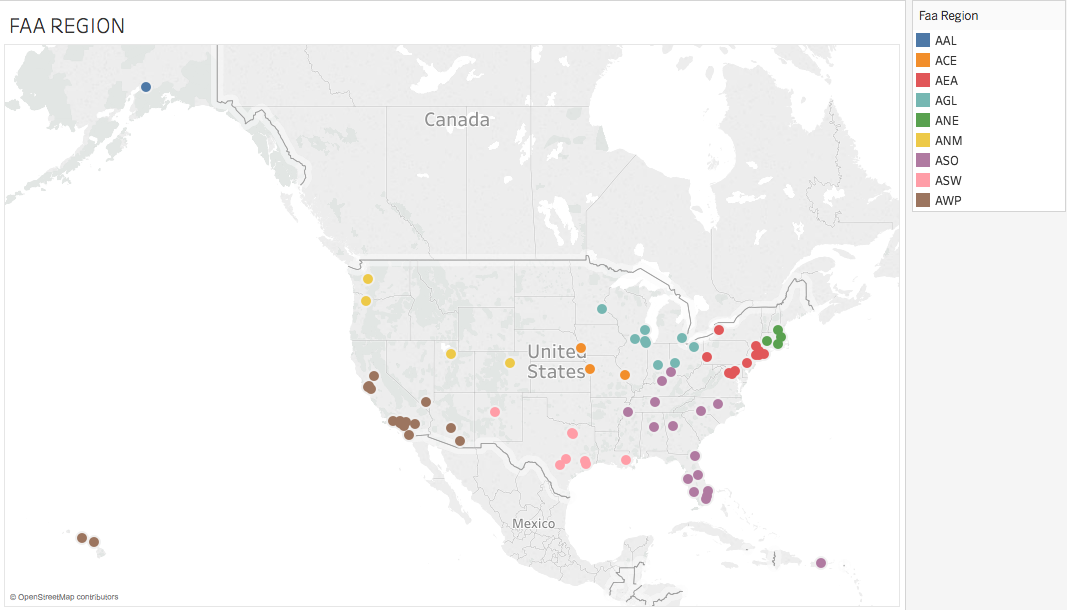 FAA REGION
Canada
United
States
Mexico
© OpenStreetMap contributors
Faa Region
AAL
ACE
AEA
AGL
ANE
ANM
ASO
ASW
AWP